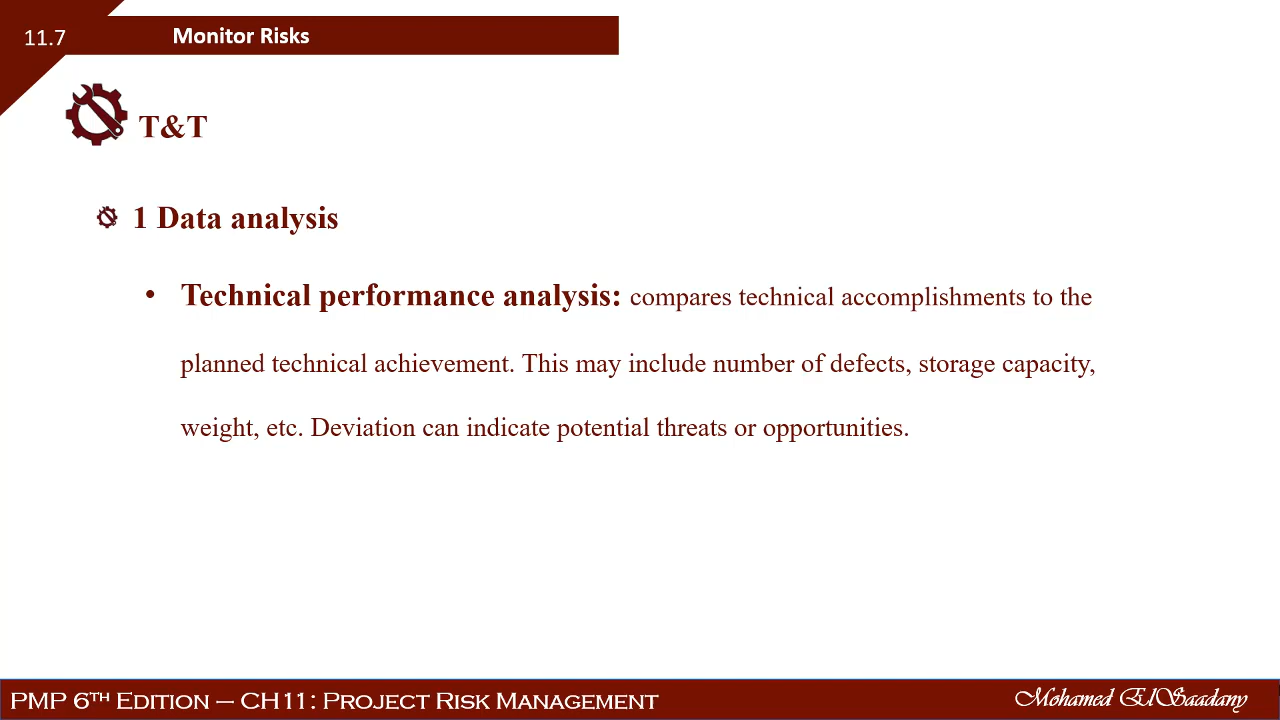 11.7
Monitor Risks
T&T
1 Data analysis
• Technical performance analysis: compares technical accomplishments to the
planned technical achievement. This may include number of defects, storage capacity,
weight, etc. Deviation can indicate potential threats or opportunities.
PMP 6TH Edition – CH11: Project Risk Management
Mohamed ElSaadany